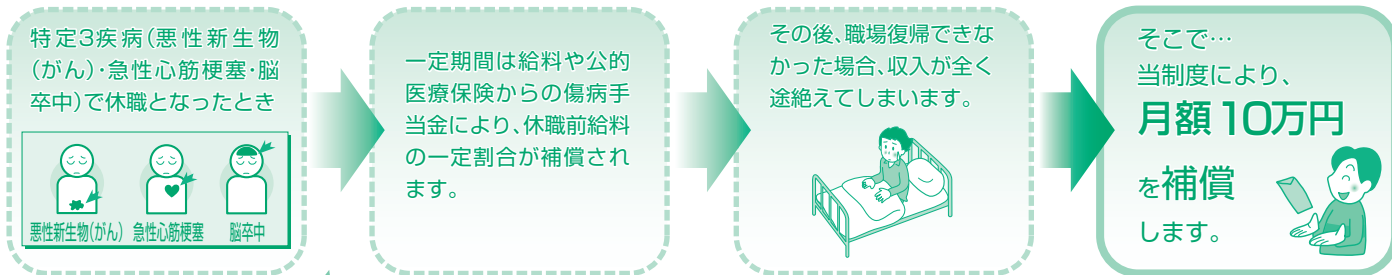 特定3疾病(悪性新生物
(がん)・急性心筋梗塞・脳
卒中)で休職となったとき
悪性新生物(がん) 急性心筋梗塞 脳卒中
一定期間は給料や公的
医療保険からの傷病手
当金により、休職前給料
の一定割合が補償され
ます。
その後、職場復帰できな
かった場合、収入が全く
途絶えてしまいます。
そこで…
当制度により、
月額10万円
を補償
します。